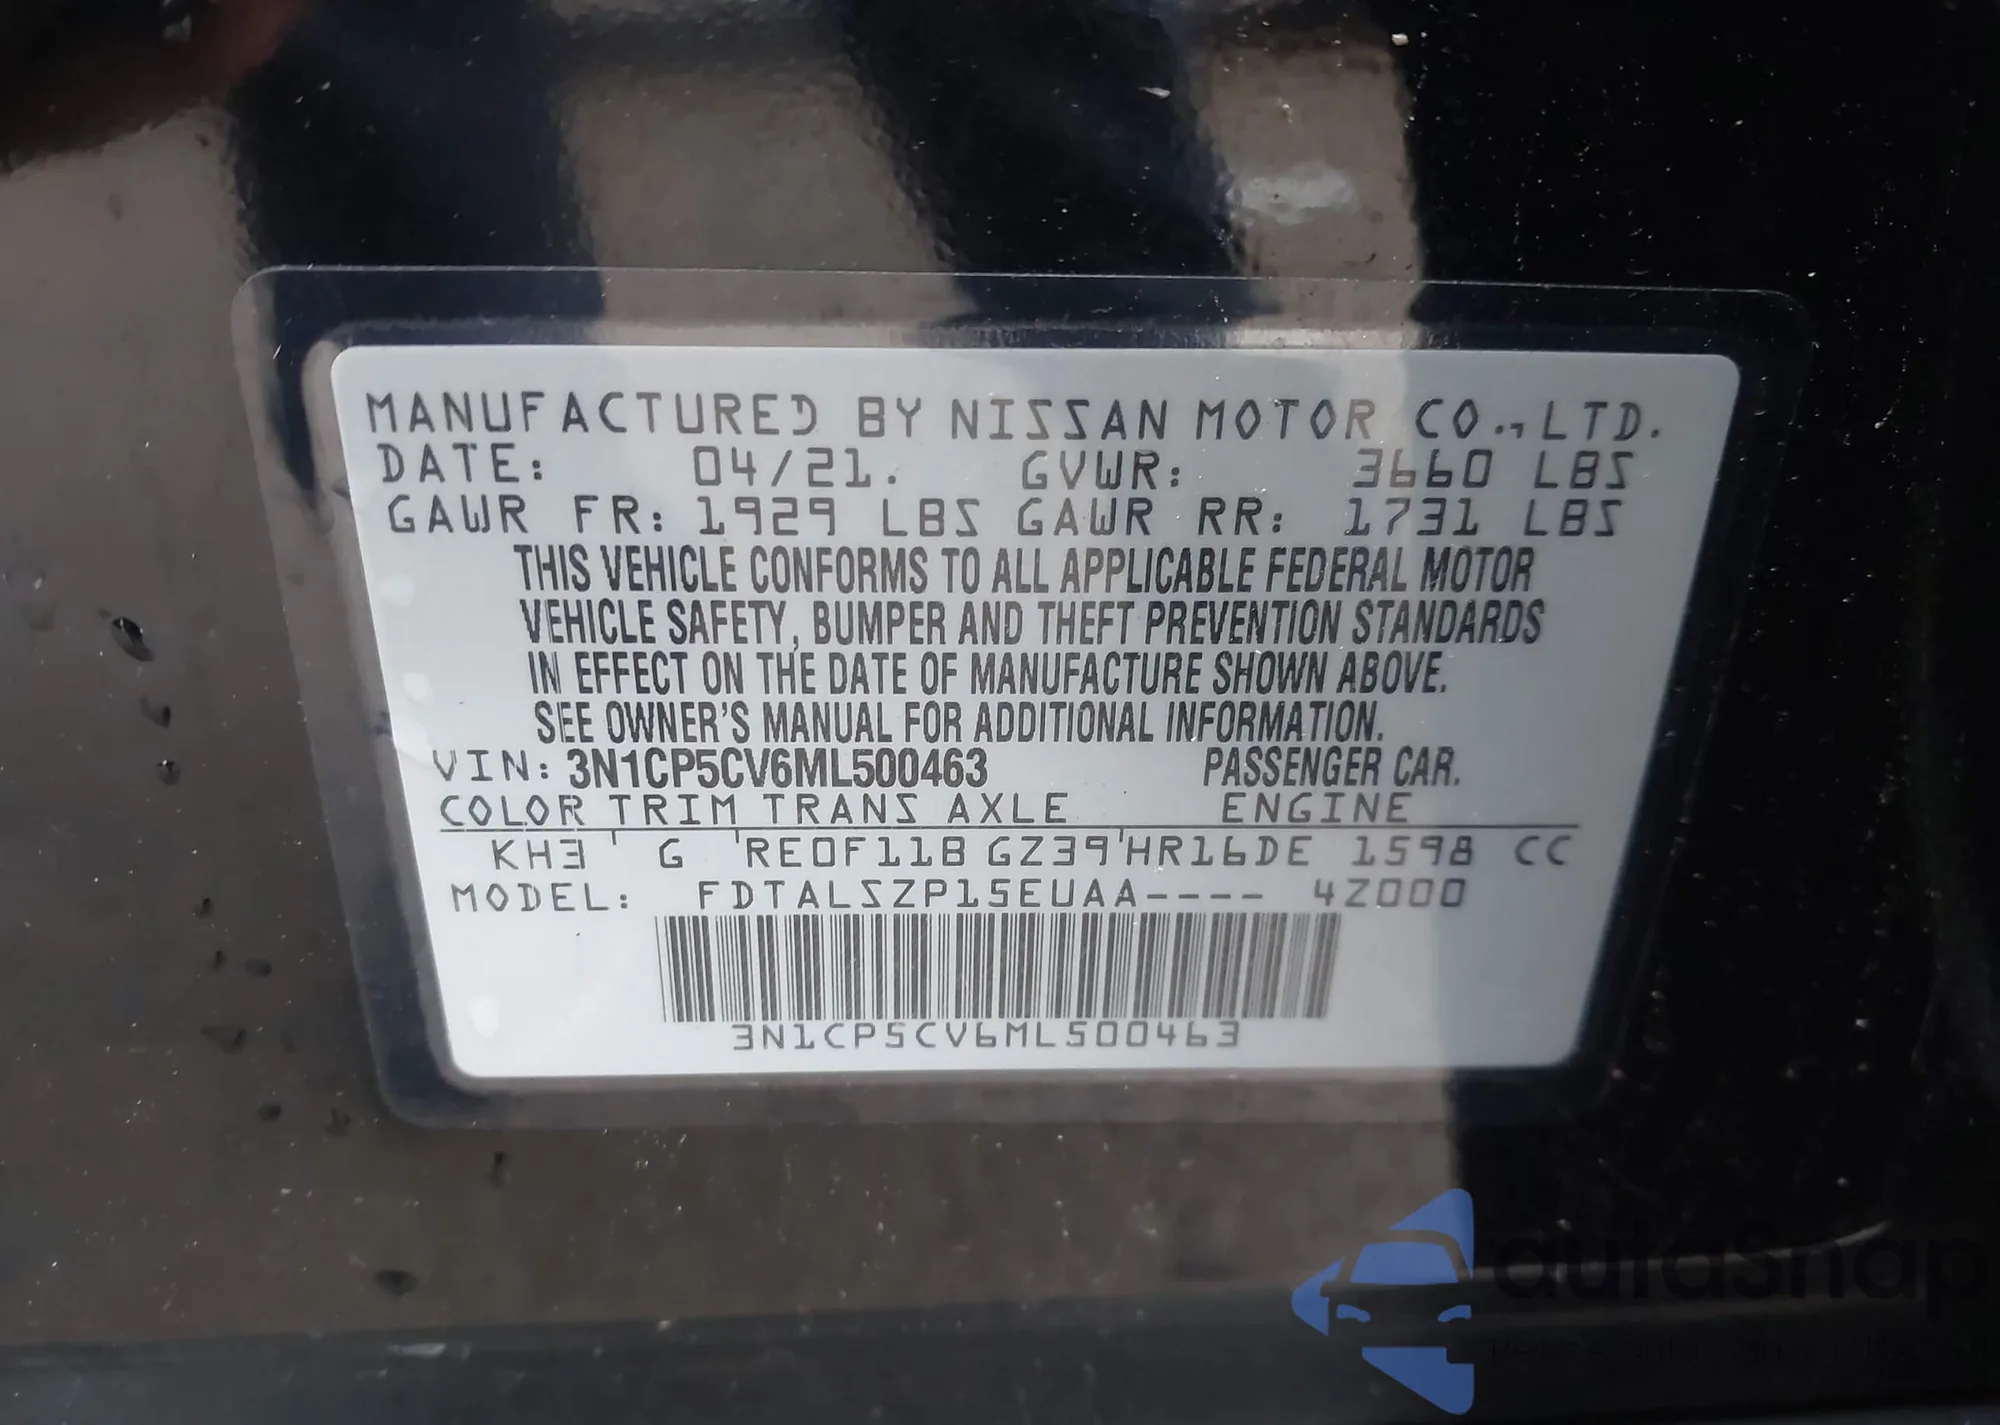 MANUFACTURED BY NISSAN MOTOR CO., LTD.
DATE: 04/21. GVWR: 3660 LBS
GAWR FR: 1929 LBS GAWR RR: 1731 LBS
THIS VEHICLE CONFORMS TO ALL APPLICABLE FEDERAL MOTOR
VEHICLE SAFETY, BUMPER AND THEFT PREVENTION STANDARDS
IN EFFECT ON THE DATE OF MANUFACTURE SHOWN ABOVE.
SEE OWNER'S MANUAL FOR ADDITIONAL INFORMATION.
VIN: 3N1CP5CV6ML500463 PASSENGER CAR.
COLOR TRIM TRANS AXLE ENGINE
KH3 G RE0F11B GZ39 HR16DE 1598 CC
MODEL: FDTALSZP15EUAA---- 4Z000
3N1CP5CV6ML500463
autasnap